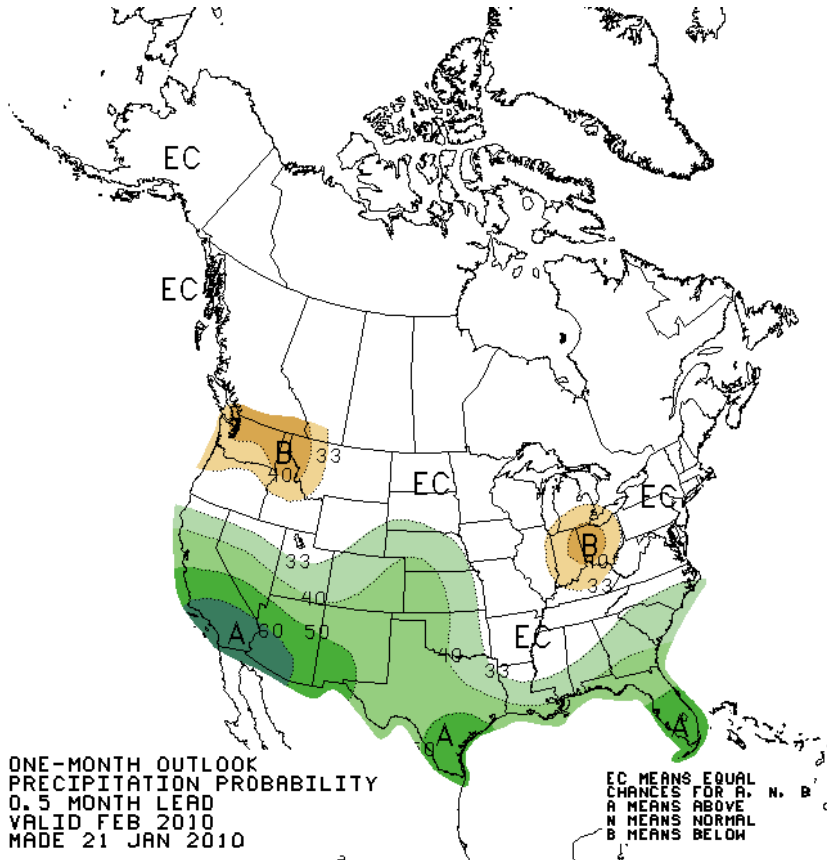 EC
EC
B
33
40
EC
EC
B
40
33
33
40
A
60
50
EC
40
33
A
A
ONE-MONTH OUTLOOK
PRECIPITATION PROBABILITY
0.5 MONTH LEAD
VALID FEB 2010
MADE 21 JAN 2010
EC MEANS EQUAL
CHANCES FOR A, N, B
A MEANS ABOVE
N MEANS NORMAL
B MEANS BELOW